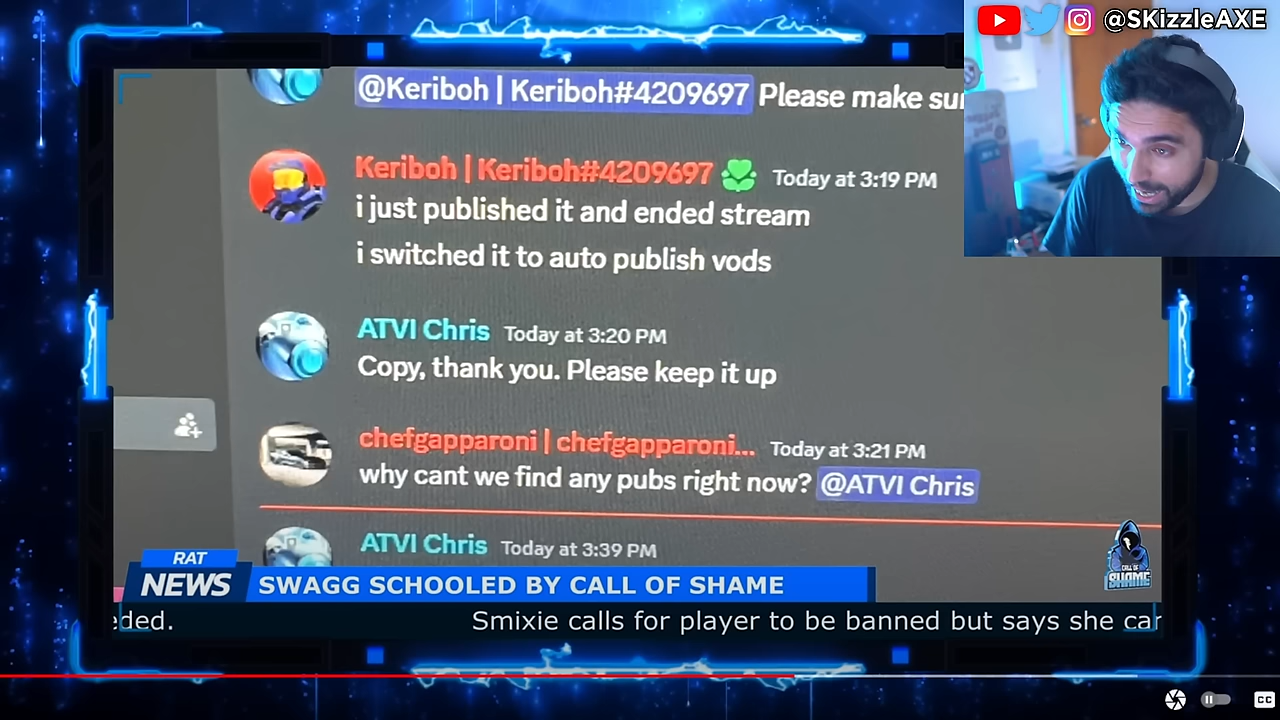 @SKizzleAXE
@Keriboh | Keriboh#4209697 Please make sur
Keriboh | Keriboh#4209697 Today at 3:19 PM
i just published it and ended stream
i switched it to auto publish vods
ATVI Chris Today at 3:20 PM
Copy, thank you. Please keep it up
chefgapparoni | chefgapparoni... Today at 3:21 PM
why cant we find any pubs right now? @ATVI Chris
ATVI Chris Today at 3:39 PM
CALL OF
SHAME
RAT
NEWS
SWAGG SCHOOLED BY CALL OF SHAME
eded. Smixie calls for player to be banned but says she car
CC